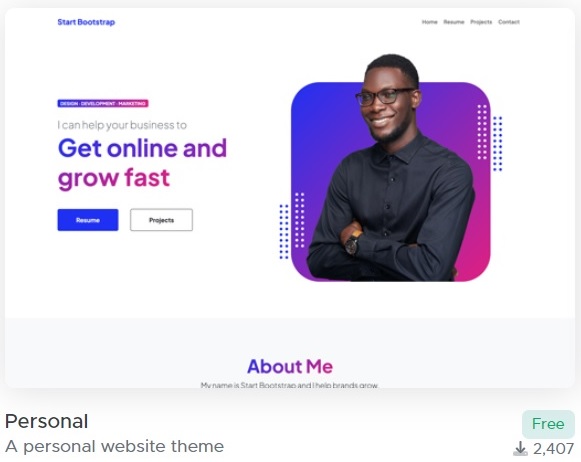 Start Bootstrap
Home Resume Projects Contact
DESIGN · DEVELOPMENT · MARKETING
I can help your business to
Get online and
grow fast
Resume Projects
About Me
My name is Start Bootstrap and I help brands grow.
Personal
Free
A personal website theme
2,407